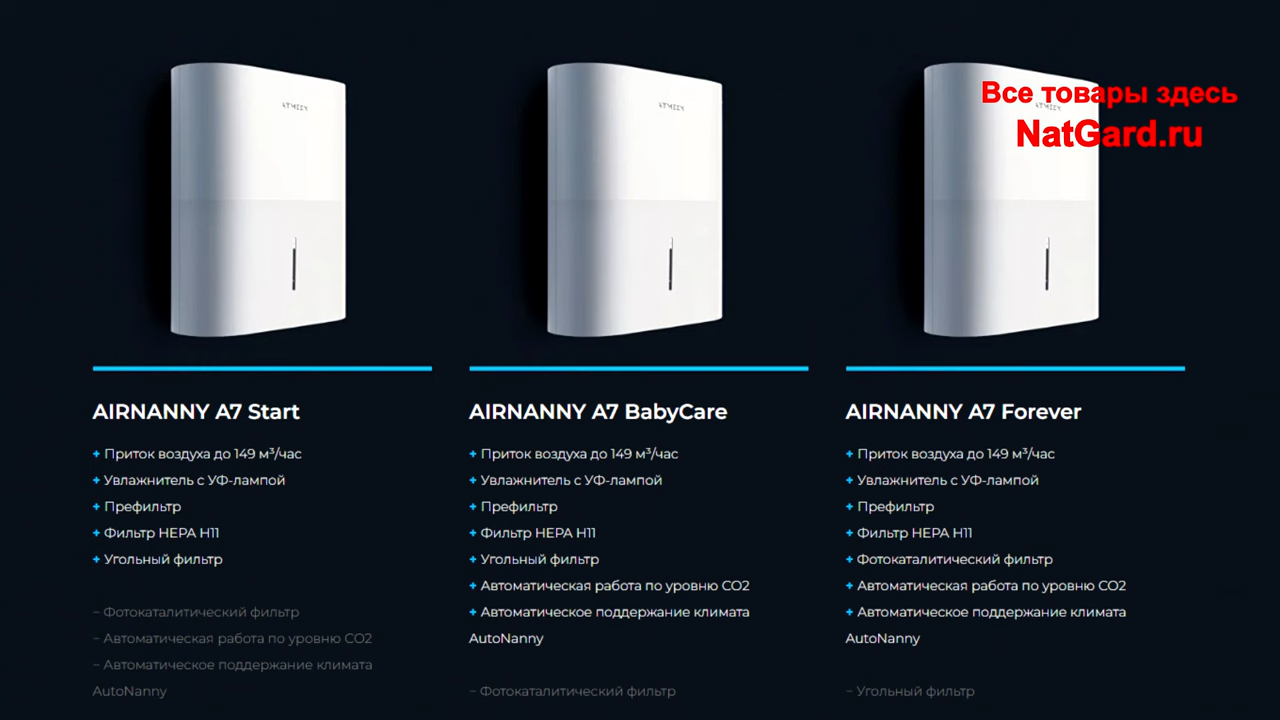 ATMEEX
ATMEEX
ATMEEX
Все товары здесь
NatGard.ru
AIRNANNY A7 Start
+ Приток воздуха до 149 м³/час
+ Увлажнитель с УФ-лампой
+ Префильтр
+ Фильтр HEPA H11
+ Угольный фильтр
− Фотокаталитический фильтр
− Автоматическая работа по уровню CO2
− Автоматическое поддержание климата
AutoNanny
AIRNANNY A7 BabyCare
+ Приток воздуха до 149 м³/час
+ Увлажнитель с УФ-лампой
+ Префильтр
+ Фильтр HEPA H11
+ Угольный фильтр
+ Автоматическая работа по уровню CO2
+ Автоматическое поддержание климата
AutoNanny
− Фотокаталитический фильтр
AIRNANNY A7 Forever
+ Приток воздуха до 149 м³/час
+ Увлажнитель с УФ-лампой
+ Префильтр
+ Фильтр HEPA H11
+ Фотокаталитический фильтр
+ Автоматическая работа по уровню CO2
+ Автоматическое поддержание климата
AutoNanny
− Угольный фильтр